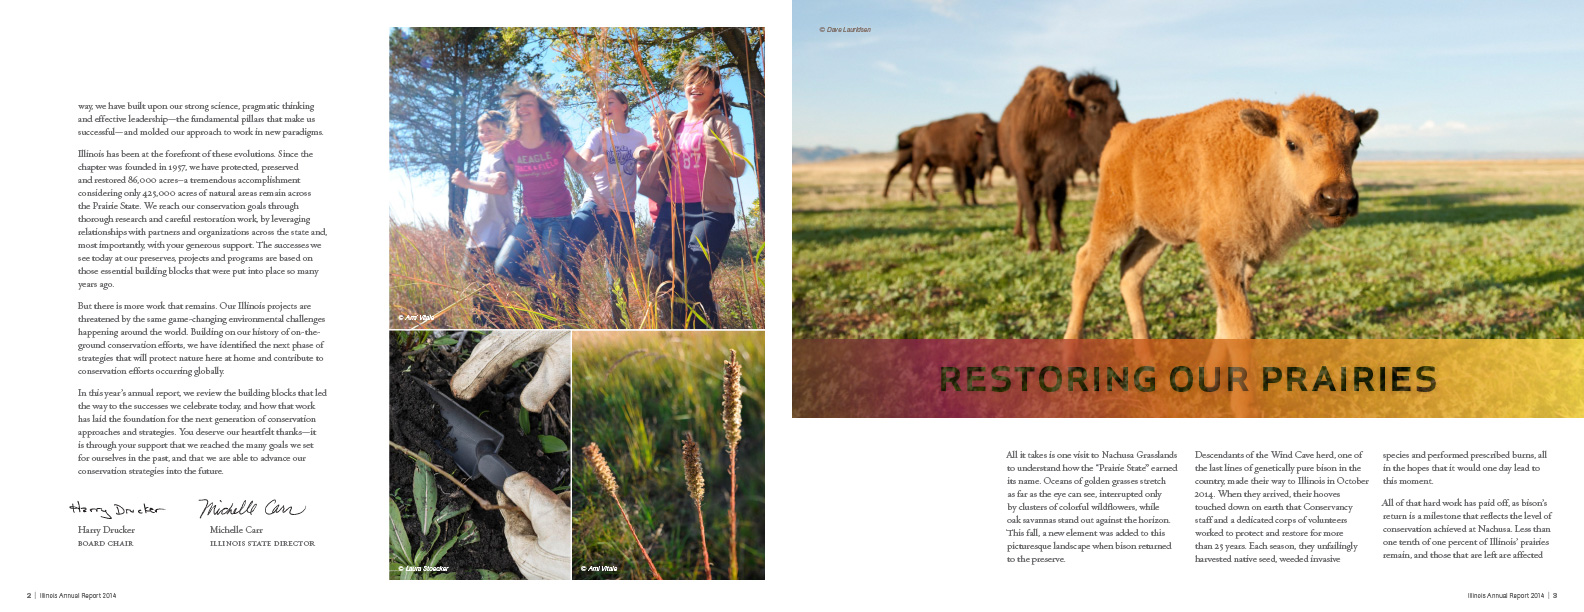 way, we have built upon our strong science, pragmatic thinking
and effective leadership—the fundamental pillars that make us
successful—and molded our approach to work in new paradigms.
Illinois has been at the forefront of these evolutions. Since the
chapter was founded in 1957, we have protected, preserved
and restored 86,000 acres—a tremendous accomplishment
considering only 425,000 acres of natural areas remain across
the Prairie State. We reach our conservation goals through
thorough research and careful restoration work, by leveraging
relationships with partners and organizations across the state and,
most importantly, with your generous support. The successes we
see today at our preserves, projects and programs are based on
those essential building blocks that were put into place so many
years ago.
But there is more work that remains. Our Illinois projects are
threatened by the same game-changing environmental challenges
happening around the world. Building on our history of on-the-
ground conservation efforts, we have identified the next phase of
strategies that will protect nature here at home and contribute to
conservation efforts occurring globally.
In this year's annual report, we review the building blocks that led
the way to the successes we celebrate today, and how that work
has laid the foundation for the next generation of conservation
approaches and strategies. You deserve our heartfelt thanks—it
is through your support that we reached the many goals we set
for ourselves in the past, and that we are able to advance our
conservation strategies into the future.
Harry Drucker
Michelle Carr
Harry Drucker
BOARD CHAIR
Michelle Carr
ILLINOIS STATE DIRECTOR
2 | Illinois Annual Report 2014
© Ami Vitale
© Laura Stoecker
© Ami Vitale
© Dave Lauridsen
RESTORING OUR PRAIRIES
All it takes is one visit to Nachusa Grasslands
to understand how the "Prairie State" earned
its name. Oceans of golden grasses stretch
as far as the eye can see, interrupted only
by clusters of colorful wildflowers, while
oak savannas stand out against the horizon.
This fall, a new element was added to this
picturesque landscape when bison returned
to the preserve.
Descendants of the Wind Cave herd, one of
the last lines of genetically pure bison in the
country, made their way to Illinois in October
2014. When they arrived, their hooves
touched down on earth that Conservancy
staff and a dedicated corps of volunteers
worked to protect and restore for more
than 25 years. Each season, they unfailingly
harvested native seed, weeded invasive
species and performed prescribed burns, all
in the hopes that it would one day lead to
this moment.
All of that hard work has paid off, as bison's
return is a milestone that reflects the level of
conservation achieved at Nachusa. Less than
one tenth of one percent of Illinois' prairies
remain, and those that are left are affected
Illinois Annual Report 2014 | 3